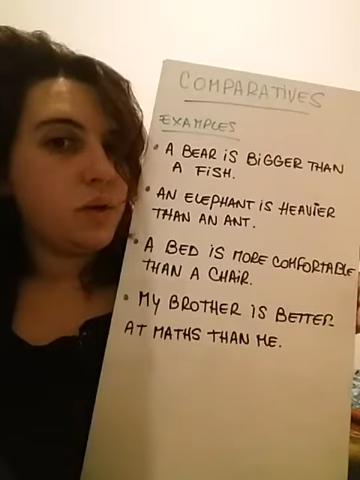 COMPARATIVES
EXAMPLES
• A BEAR IS BIGGER THAN
A FISH.
• AN ELEPHANT IS HEAVIER
THAN AN ANT.
• A BED IS MORE COMFORTABLE
THAN A CHAIR.
• MY BROTHER IS BETTER
AT MATHS THAN ME.